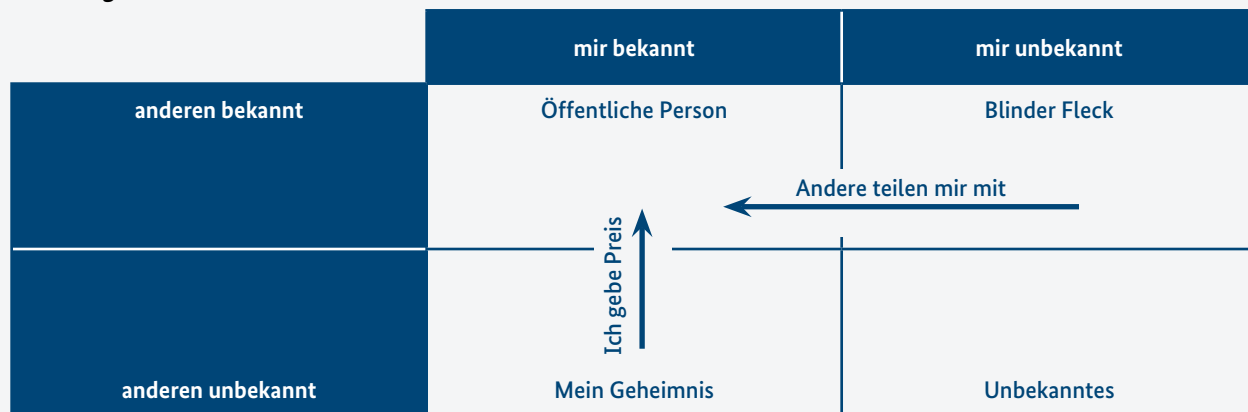 mir bekannt
mir unbekannt
anderen bekannt
Öffentliche Person
Blinder Fleck
Andere teilen mir mit
Ich gebe Preis
anderen unbekannt
Mein Geheimnis
Unbekanntes